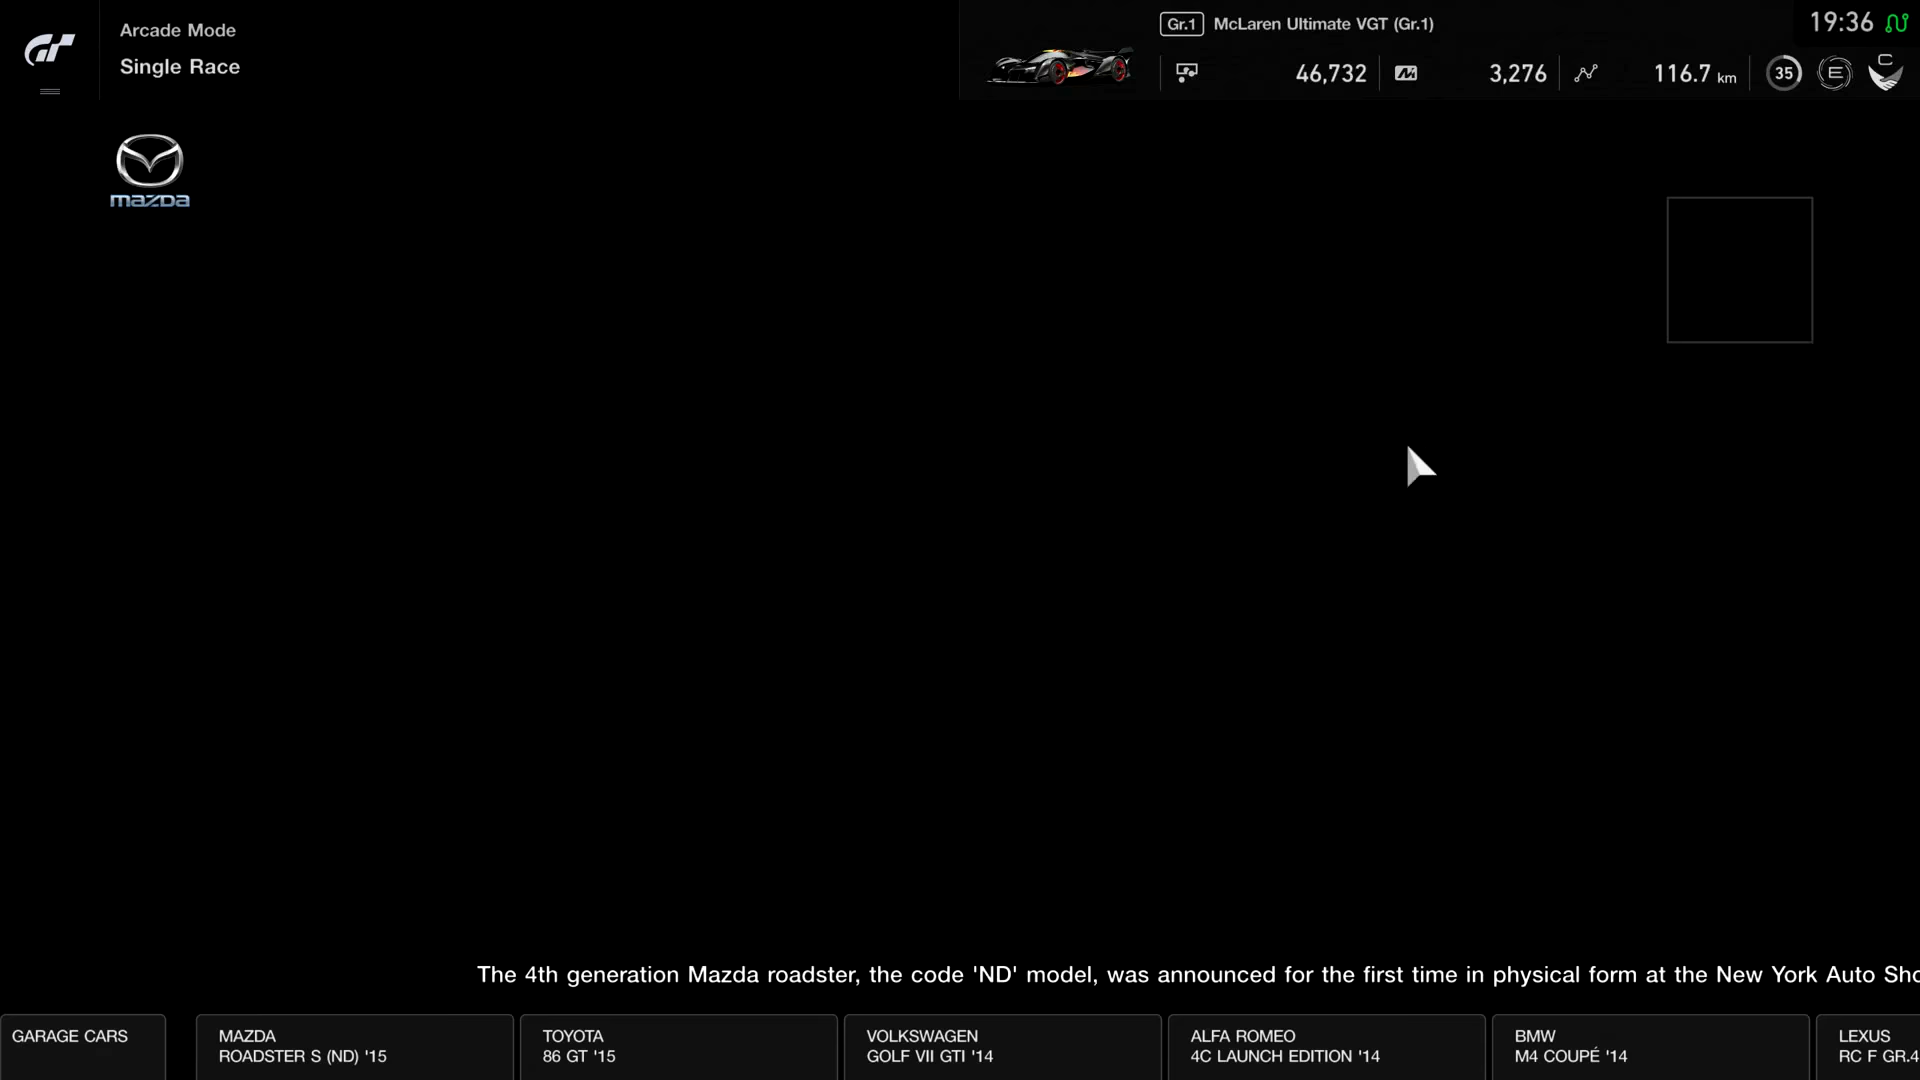 Arcade Mode
Single Race
Gr.1 McLaren Ultimate VGT (Gr.1)
19:36
46,732
3,276
116.7 km
35
E
C
mazda
The 4th generation Mazda roadster, the code 'ND' model, was announced for the first time in physical form at the New York Auto Sho
GARAGE CARS
MAZDA
ROADSTER S (ND) '15
TOYOTA
86 GT '15
VOLKSWAGEN
GOLF VII GTI '14
ALFA ROMEO
4C LAUNCH EDITION '14
BMW
M4 COUPÉ '14
LEXUS
RC F GR.4